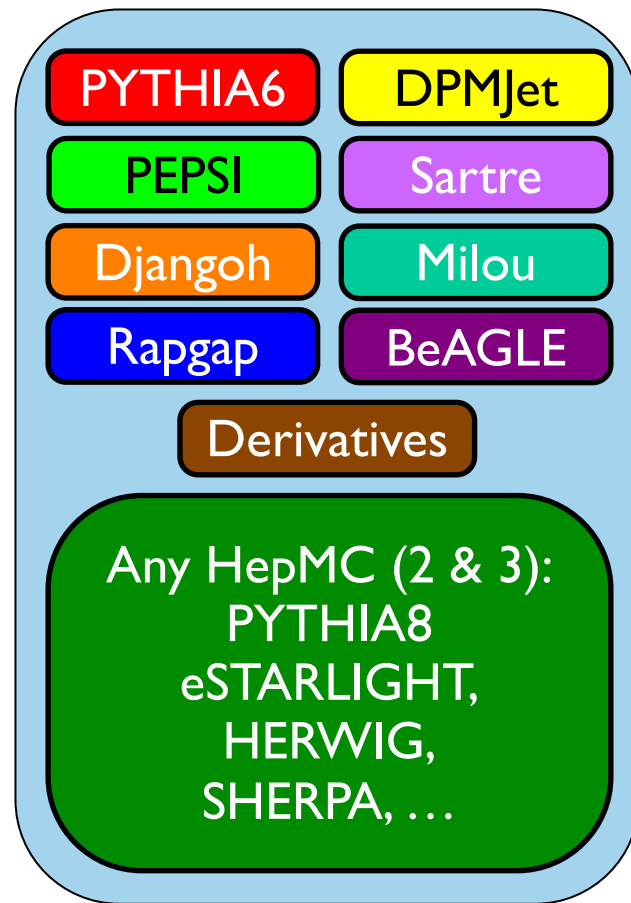 PYTHIA6
DPMJet
PEPSI
Sartre
Djangoh
Milou
Rapgap
BeAGLE
Derivatives
Any HepMC (2 & 3):
PYTHIA8
eSTARLIGHT,
HERWIG,
SHERPA, …